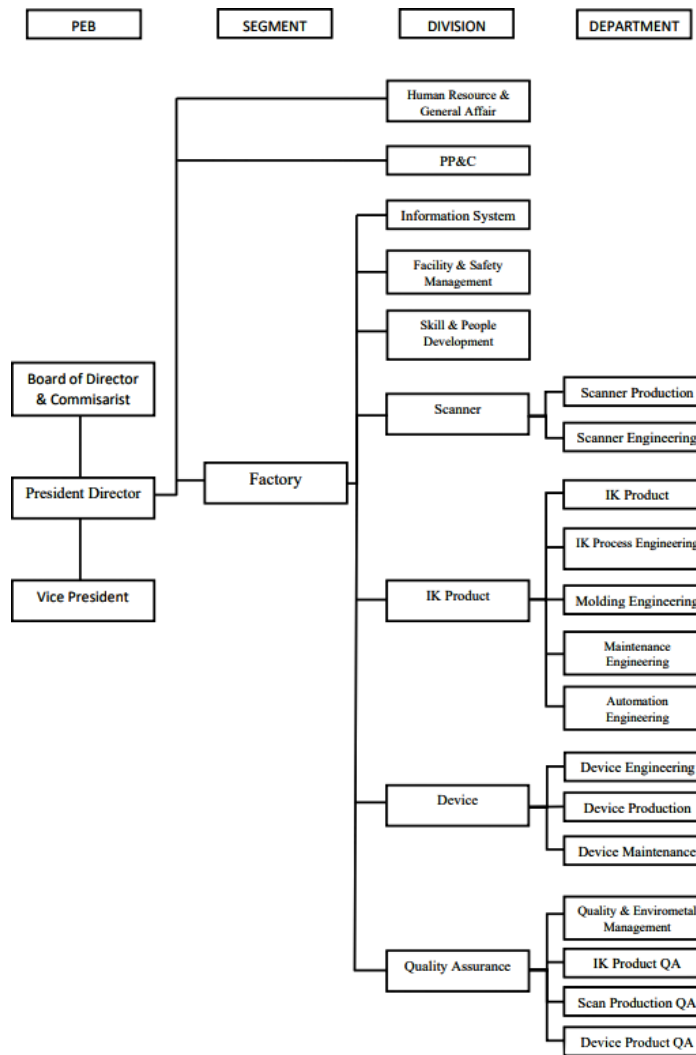 PEB
SEGMENT
DIVISION
DEPARTMENT
Human Resource &
General Affair
PP&C
Information System
Facility & Safety
Management
Skill & People
Development
Board of Director
& Commisarist
President Director
Vice President
Factory
Scanner
Scanner Production
Scanner Engineering
IK Product
IK Product
IK Process Engineering
Molding Engineering
Maintenance
Engineering
Automation
Engineering
Device
Device Engineering
Device Production
Device Maintenance
Quality Assurance
Quality & Envirometal
Management
IK Product QA
Scan Production QA
Device Product QA